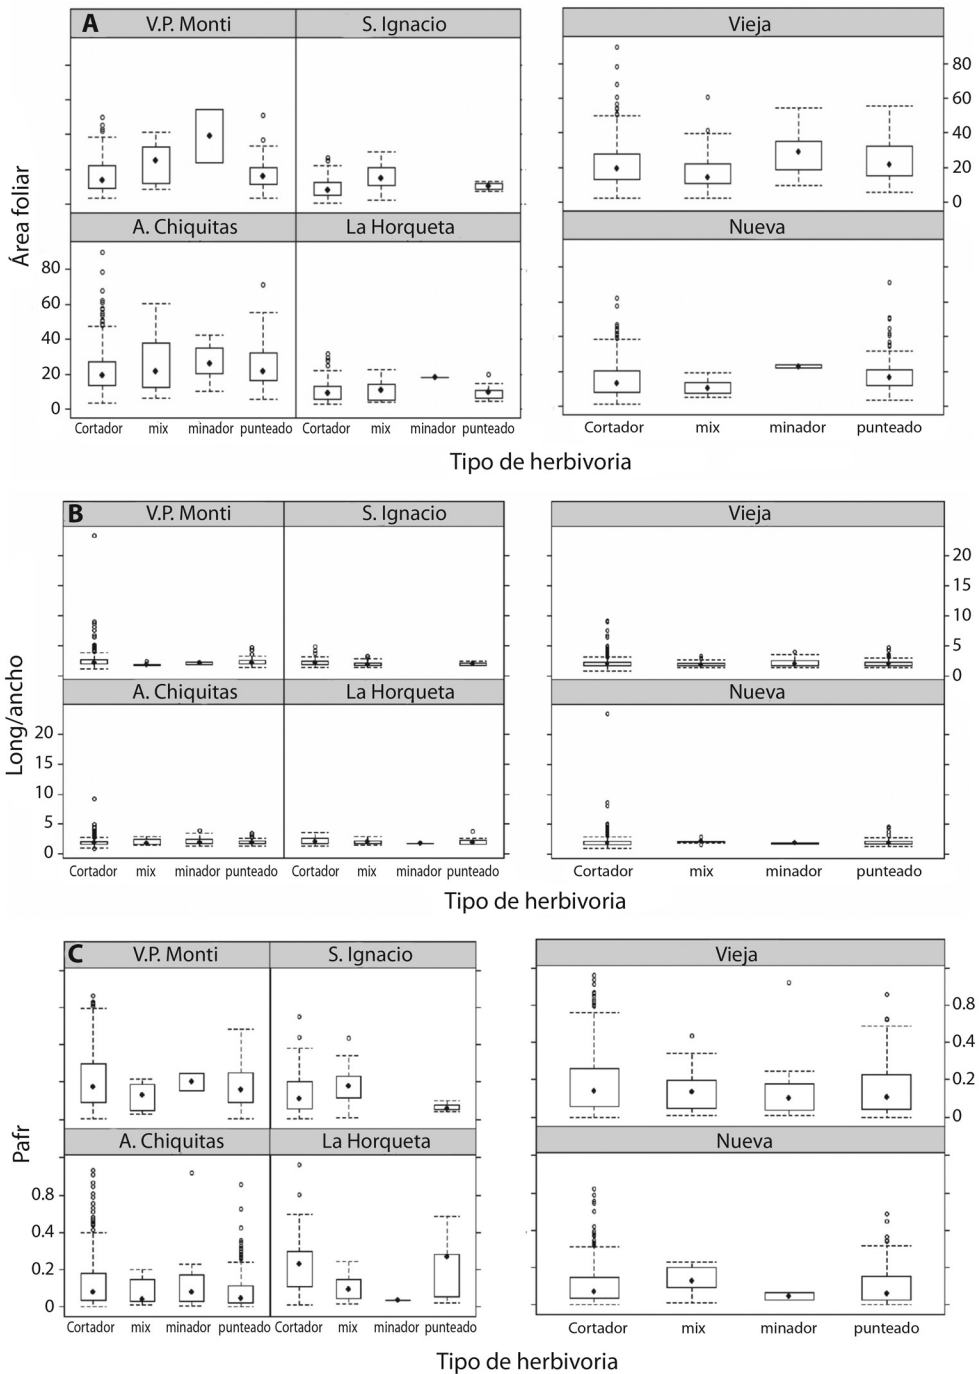 A V.P. Monti S. Ignacio Vieja
80
60
40
20
0
Área foliar
A. Chiquitas La Horqueta Nueva
80
60
40
20
0
Cortador mix minador punteado Cortador mix minador punteado Cortador mix minador punteado
Tipo de herbivoria
B V.P. Monti S. Ignacio Vieja
20
15
10
5
0
Long/ancho
A. Chiquitas La Horqueta Nueva
20
15
10
5
0
Cortador mix minador punteado Cortador mix minador punteado Cortador mix minador punteado
Tipo de herbivoria
C V.P. Monti S. Ignacio Vieja
0.8
0.4
0.2
0
Pafr
A. Chiquitas La Horqueta Nueva
0.8
0.4
0.2
0
Cortador mix minador punteado Cortador mix minador punteado Cortador mix minador punteado
Tipo de herbivoria